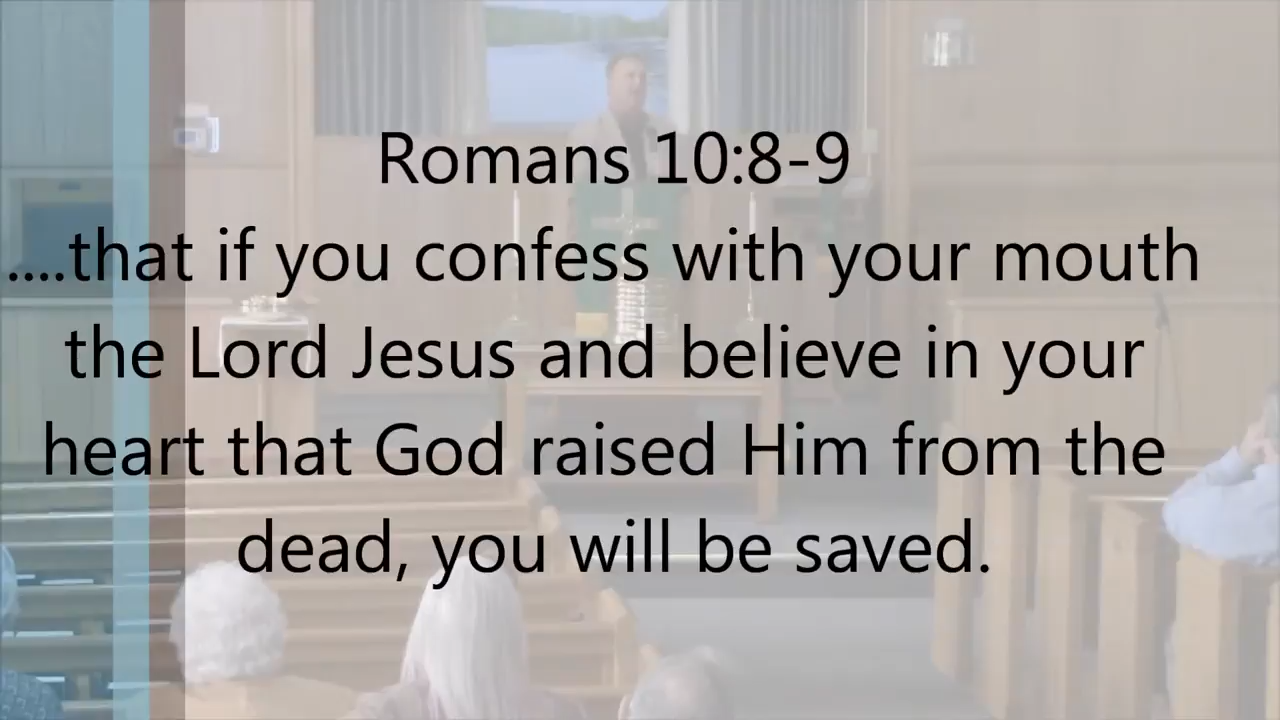 Romans 10:8-9
....that if you confess with your mouth
the Lord Jesus and believe in your
heart that God raised Him from the
dead, you will be saved.